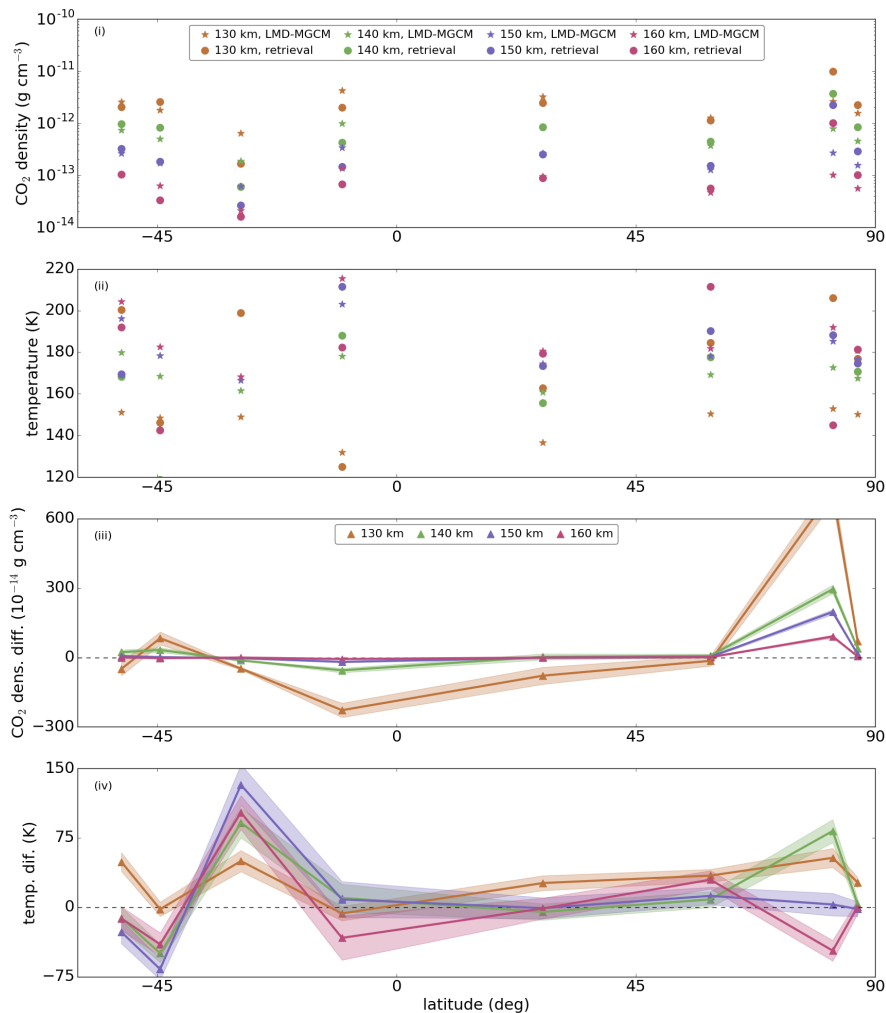 (i)
130 km, LMD-MGCM 140 km, LMD-MGCM 150 km, LMD-MGCM 160 km, LMD-MGCM
130 km, retrieval 140 km, retrieval 150 km, retrieval 160 km, retrieval
CO₂ density (g cm⁻³)
10⁻¹⁰
10⁻¹¹
10⁻¹²
10⁻¹³
10⁻¹⁴
−45 0 45 90
(ii)
temperature (K)
220
200
180
160
140
120
−45 0 45 90
(iii)
130 km 140 km 150 km 160 km
CO₂ dens. diff. (10⁻¹⁴ g cm⁻³)
600
300
0
−300
−45 0 45 90
(iv)
temp. dif. (K)
150
75
0
−75
−45 0 45 90
latitude (deg)